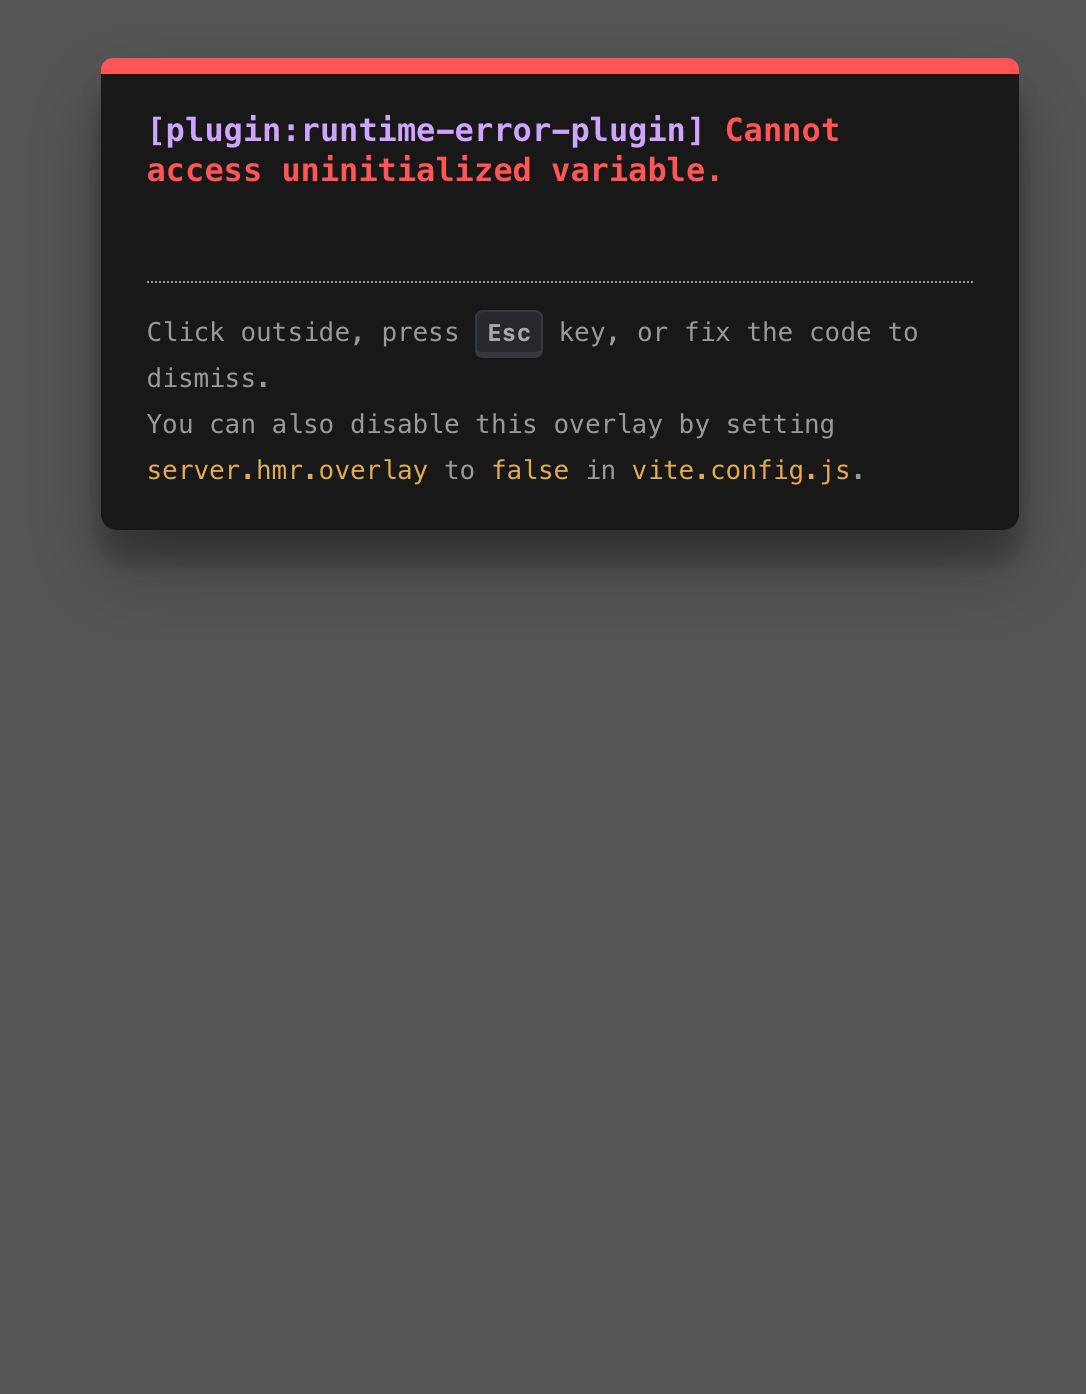 [plugin:runtime-error-plugin] Cannot
access uninitialized variable.
Click outside, press Esc key, or fix the code to
dismiss.
You can also disable this overlay by setting
server.hmr.overlay to false in vite.config.js.